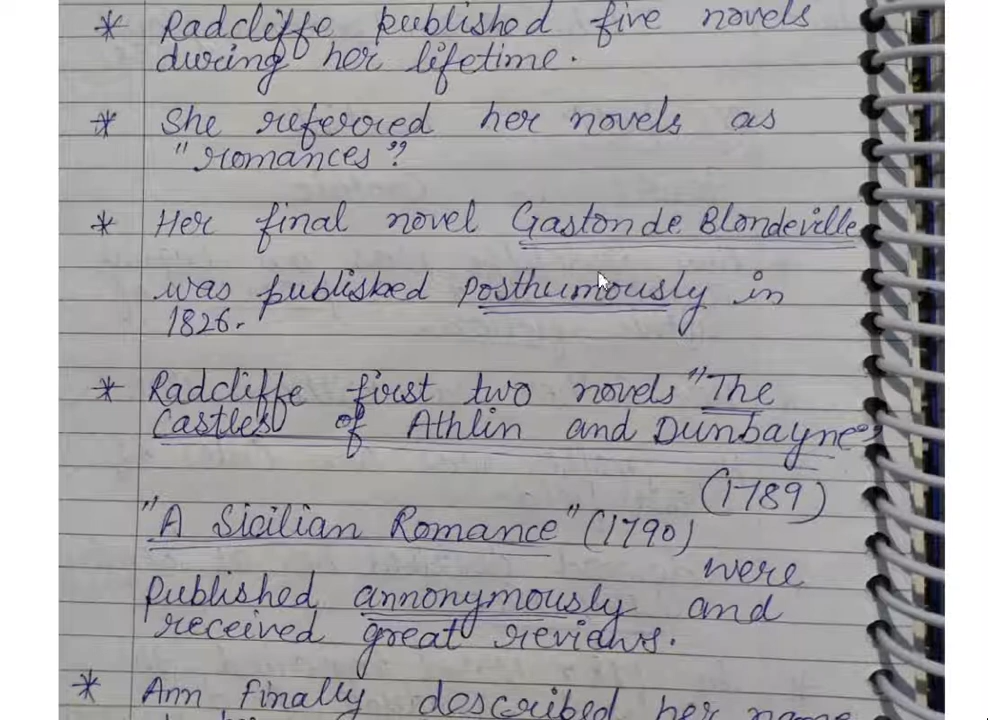 * Radcliffe published five novels
during her lifetime.
* She referred her novels as
"romances".
* Her final novel Gaston de Blondeville
was published posthumously in
1826.
* Radcliffe first two novels "The
Castles of Athlin and Dunbayne"
(1789)
"A Sicilian Romance" (1790)
were
published annonymously and
received great reviews.
* Ann finally described her name